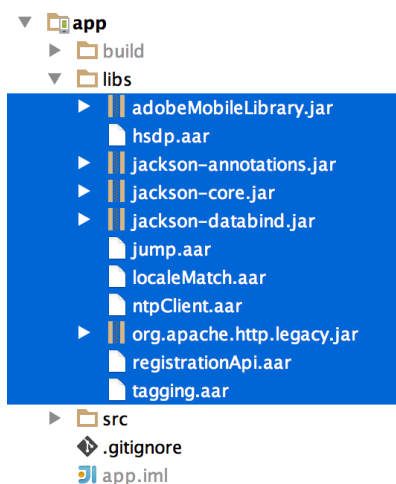 app
build
libs
adobeMobileLibrary.jar
hsdp.aar
jackson-annotations.jar
jackson-core.jar
jackson-databind.jar
jump.aar
localeMatch.aar
ntpClient.aar
org.apache.http.legacy.jar
registrationApi.aar
tagging.aar
src
.gitignore
app.iml